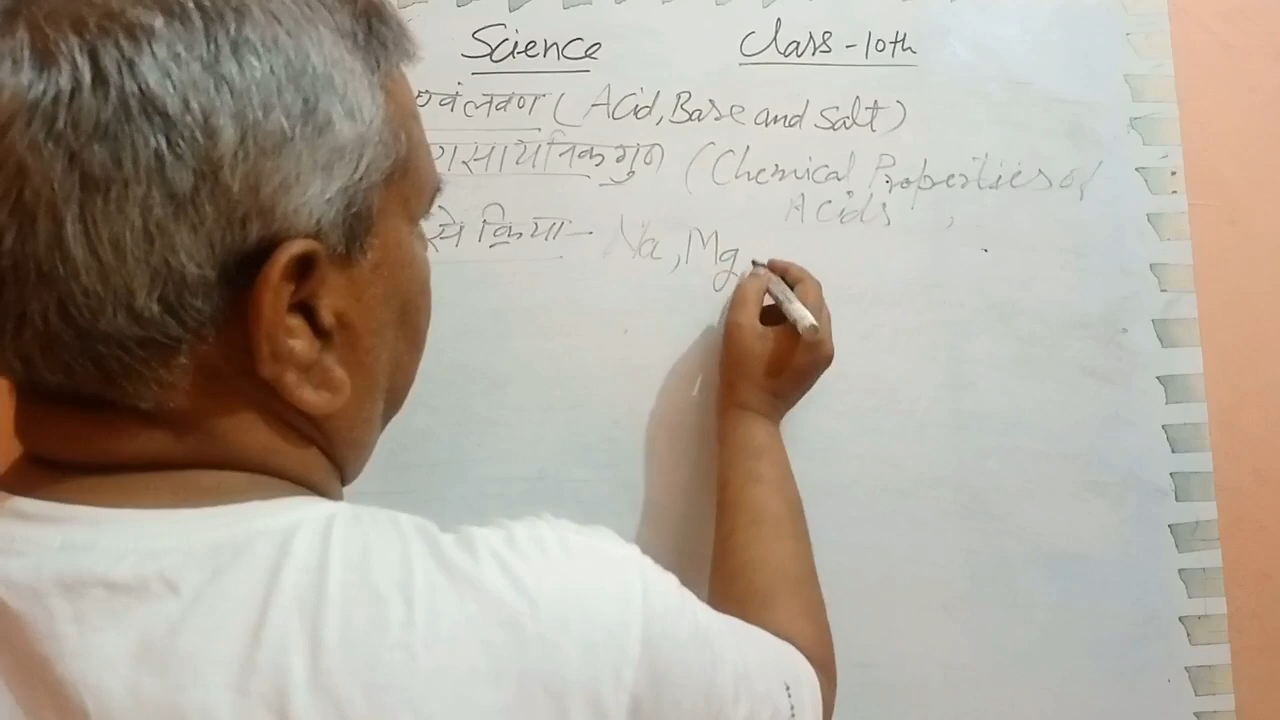 Science Class-10th
एवं लवण (Acid, Base and Salt)
रासायनिक गुण (Chemical Properties of
Acids,
से क्रिया- Na, Mg